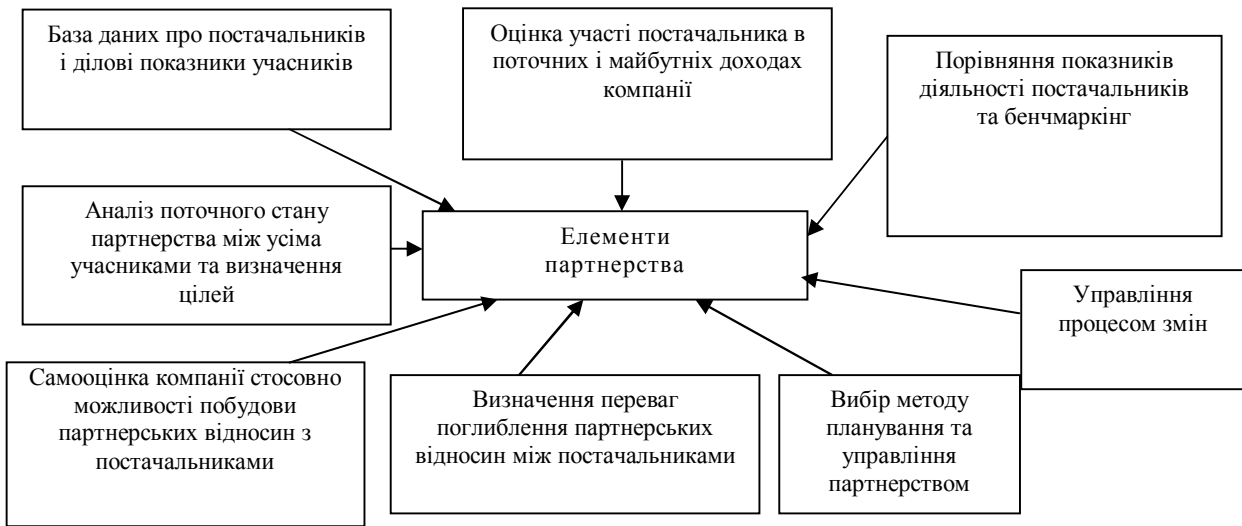 База даних про постачальників
і ділові показники учасників
Оцінка участі постачальника в
поточних і майбутніх доходах
компанії
Порівняння показників
діяльності постачальників
та бенчмаркінг
Аналіз поточного стану
партнерства між усіма
учасниками та визначення
цілей
Елементи
партнерства
Управління
процесом змін
Самооцінка компанії стосовно
можливості побудови
партнерських відносин з
постачальниками
Визначення переваг
поглиблення партнерських
відносин між постачальниками
Вибір методу
планування та
управління
партнерством